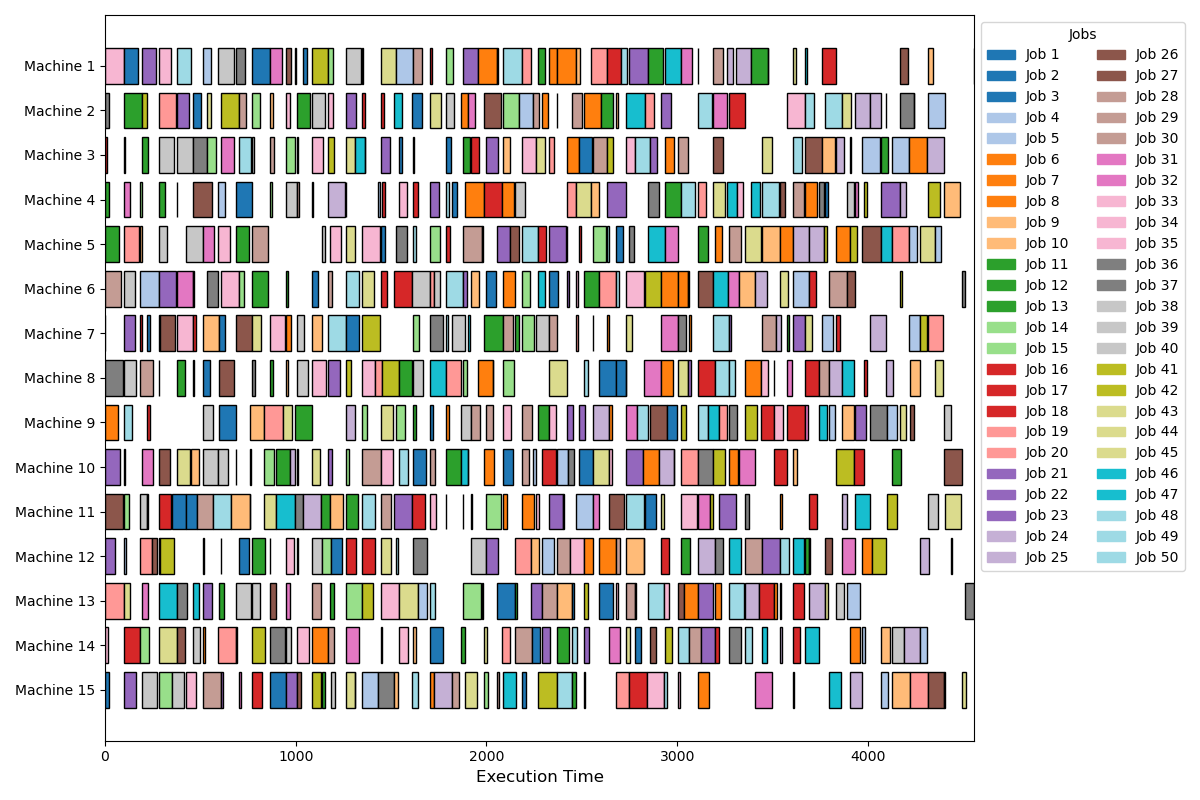 Machine 1
Machine 2
Machine 3
Machine 4
Machine 5
Machine 6
Machine 7
Machine 8
Machine 9
Machine 10
Machine 11
Machine 12
Machine 13
Machine 14
Machine 15
0 1000 2000 3000 4000
Execution Time
Jobs
Job 1
Job 2
Job 3
Job 4
Job 5
Job 6
Job 7
Job 8
Job 9
Job 10
Job 11
Job 12
Job 13
Job 14
Job 15
Job 16
Job 17
Job 18
Job 19
Job 20
Job 21
Job 22
Job 23
Job 24
Job 25
Job 26
Job 27
Job 28
Job 29
Job 30
Job 31
Job 32
Job 33
Job 34
Job 35
Job 36
Job 37
Job 38
Job 39
Job 40
Job 41
Job 42
Job 43
Job 44
Job 45
Job 46
Job 47
Job 48
Job 49
Job 50